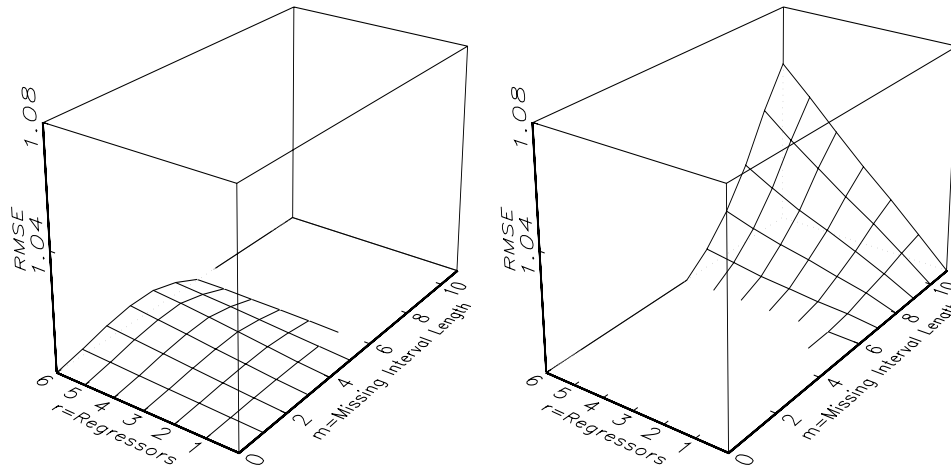 1.08
1.04
RMSE
6 5 4 3 2 1
r=Regressors
0 2 4 6 8 10
m=Missing Interval Length
1.08
1.04
RMSE
6 5 4 3 2 1
r=Regressors
0 2 4 6 8 10
m=Missing Interval Length